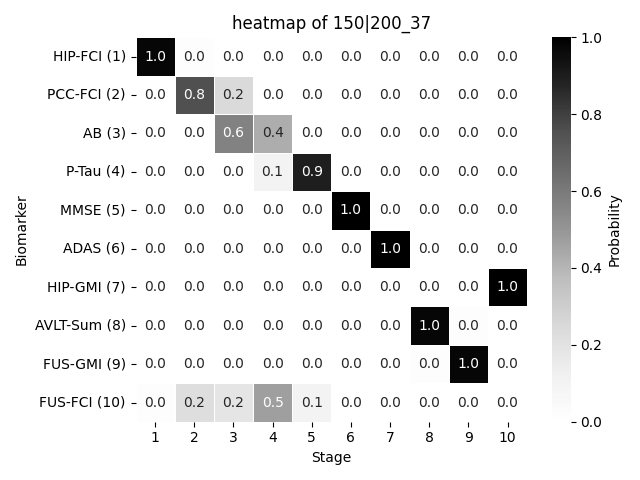 heatmap of 150|200_37
Biomarker
HIP-FCI (1) 1.0 0.0 0.0 0.0 0.0 0.0 0.0 0.0 0.0 0.0
PCC-FCI (2) 0.0 0.8 0.2 0.0 0.0 0.0 0.0 0.0 0.0 0.0
AB (3) 0.0 0.0 0.6 0.4 0.0 0.0 0.0 0.0 0.0 0.0
P-Tau (4) 0.0 0.0 0.0 0.1 0.9 0.0 0.0 0.0 0.0 0.0
MMSE (5) 0.0 0.0 0.0 0.0 0.0 1.0 0.0 0.0 0.0 0.0
ADAS (6) 0.0 0.0 0.0 0.0 0.0 0.0 1.0 0.0 0.0 0.0
HIP-GMI (7) 0.0 0.0 0.0 0.0 0.0 0.0 0.0 0.0 0.0 1.0
AVLT-Sum (8) 0.0 0.0 0.0 0.0 0.0 0.0 0.0 1.0 0.0 0.0
FUS-GMI (9) 0.0 0.0 0.0 0.0 0.0 0.0 0.0 0.0 1.0 0.0
FUS-FCI (10) 0.0 0.2 0.2 0.5 0.1 0.0 0.0 0.0 0.0 0.0
1 2 3 4 5 6 7 8 9 10
Stage
1.0
0.8
0.6
0.4
0.2
0.0
Probability